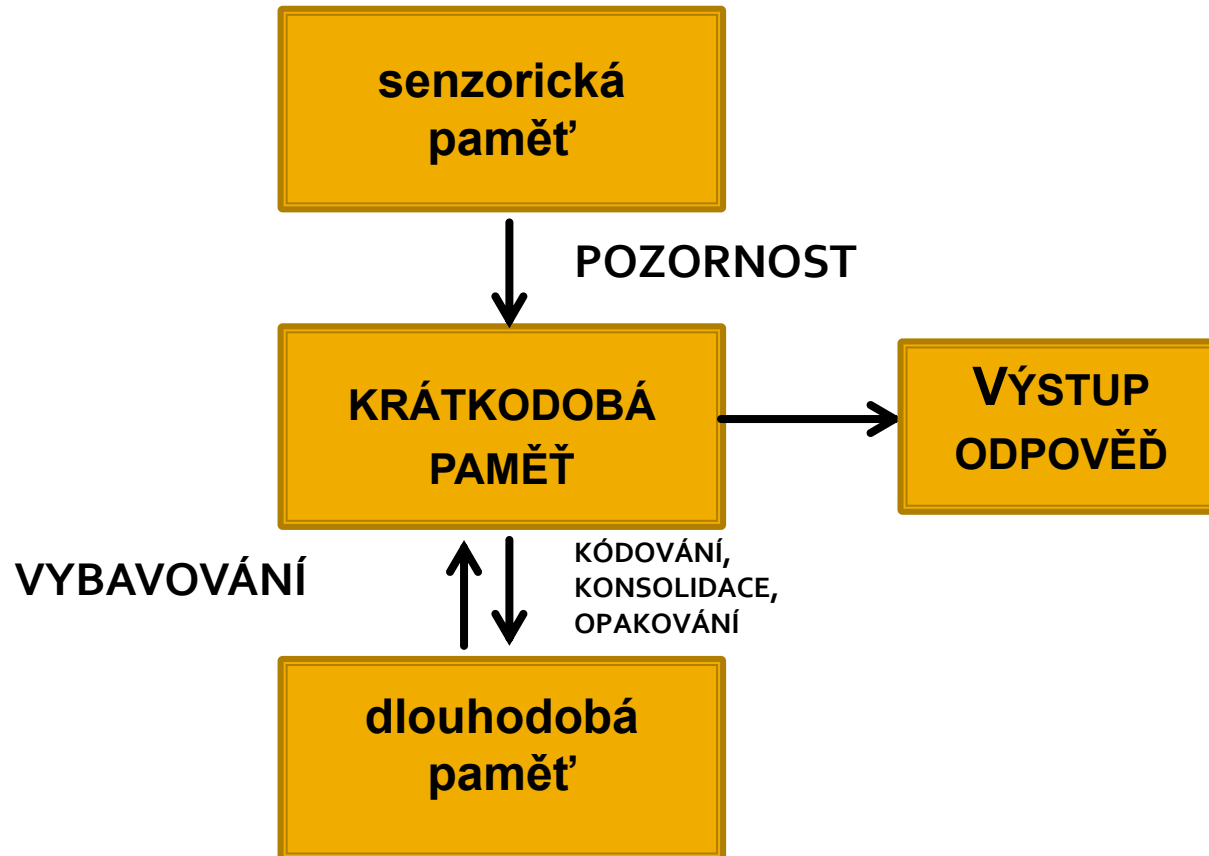 senzorická
paměť
POZORNOST
KRÁTKODOBÁ
PAMĚŤ
VÝSTUP
ODPOVĚĎ
VYBAVOVÁNÍ
KÓDOVÁNÍ,
KONSOLIDACE,
OPAKOVÁNÍ
dlouhodobá
paměť